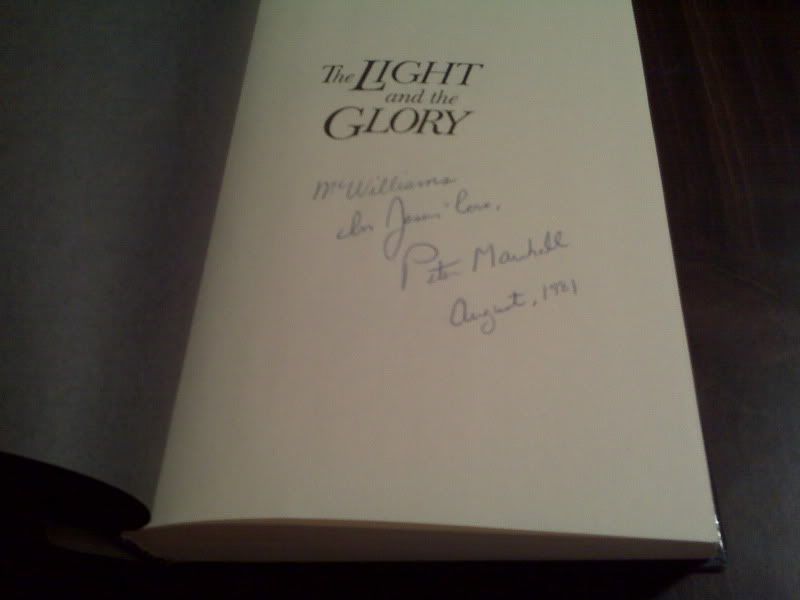 The LIGHT
and the
GLORY
McWilliams
In Jesus' love,
Peter Marshall
August, 1981